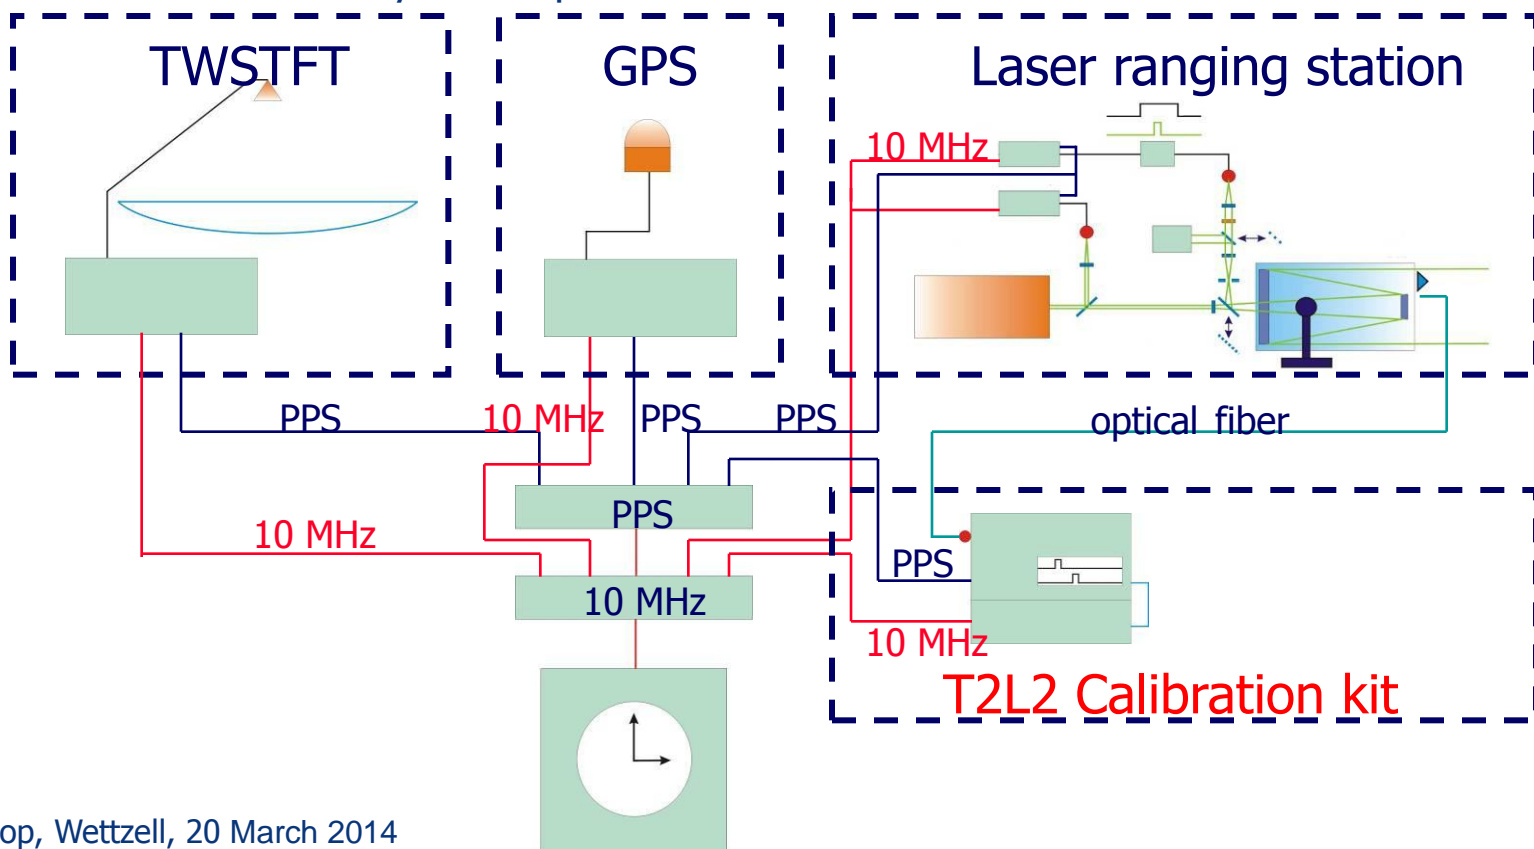 TWSTFT
GPS
Laser ranging station
10 MHz
PPS
10 MHz
PPS
PPS
optical fiber
PPS
10 MHz
PPS
10 MHz
10 MHz
T2L2 Calibration kit
op, Wettzell, 20 March 2014